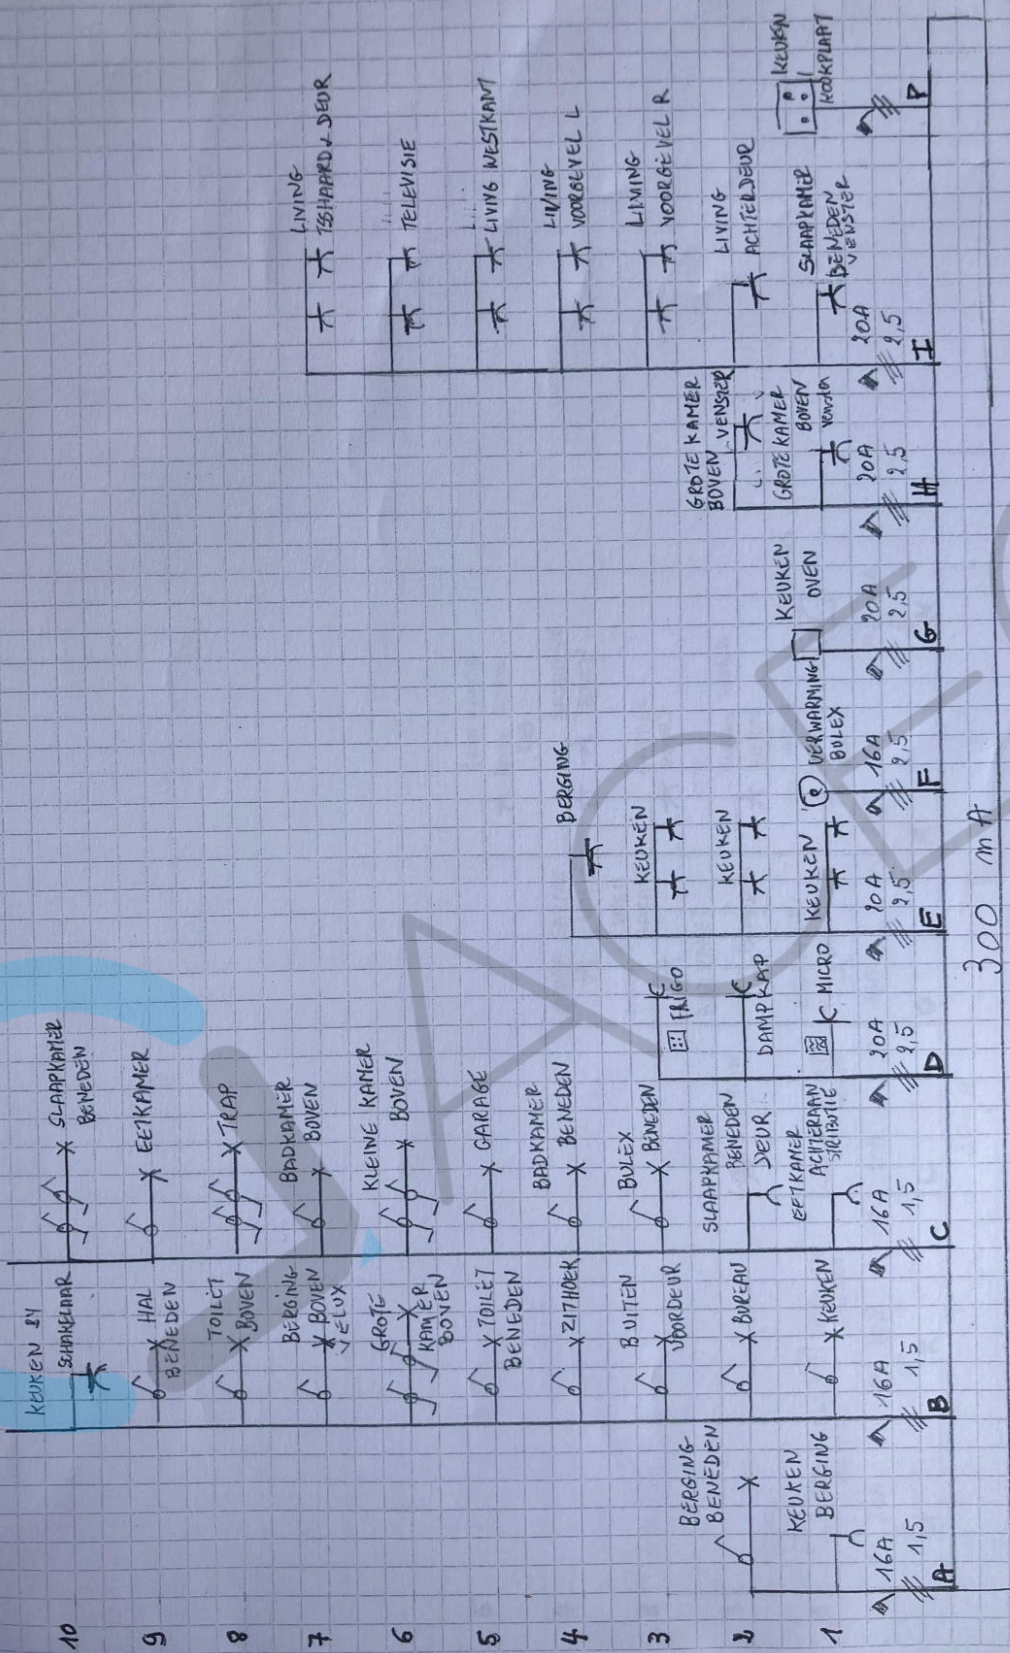 10
9
8
7
6
5
4
3
2
1
BERGING
BENEDEN
KEUKEN
BERGING
16A
1,5
A
KEUKEN BY
SCHAKELAAR
HAL
BENEDEN
TOILET
BOVEN
BERGING
BOVEN
VELUX
GROTE
KAMER
BOVEN
TOILET
BENEDEN
ZITHOEK
BUITEN
VOORDEUR
BUREAU
KEUKEN
16A
1,5
B
SLAAPKAMER
BENEDEN
EETKAMER
TRAP
BADKAMER
BOVEN
KLEINE KAMER
BOVEN
GARAGE
BADKAMER
BENEDEN
BULEX
BENEDEN
SLAAPKAMER
BENEDEN
DEUR
EETKAMER
ACHTERAAN
16A
1,5
C
FRIGO
DAMPKAP
MICRO
20A
2,5
D
BERGING
KEUKEN
KEUKEN
KEUKEN
20A
2,5
E
VERWARMING
BULEX
16A
2,5
F
KEUKEN
OVEN
20A
2,5
G
GROTE KAMER
BOVEN VENSTER
GROTE KAMER
BOVEN
venster
20A
2,5
H
LIVING
TELEVISIE
LIVING WESTKANT
LIVING
VOORGEVEL L
LIVING
VOORGEVEL R
LIVING
ACHTERDEUR
SLAAPKAMER
BENEDEN
VENSTER
20A
2,5
I
KEUKEN
KOOKPLAAT
P
300 mA